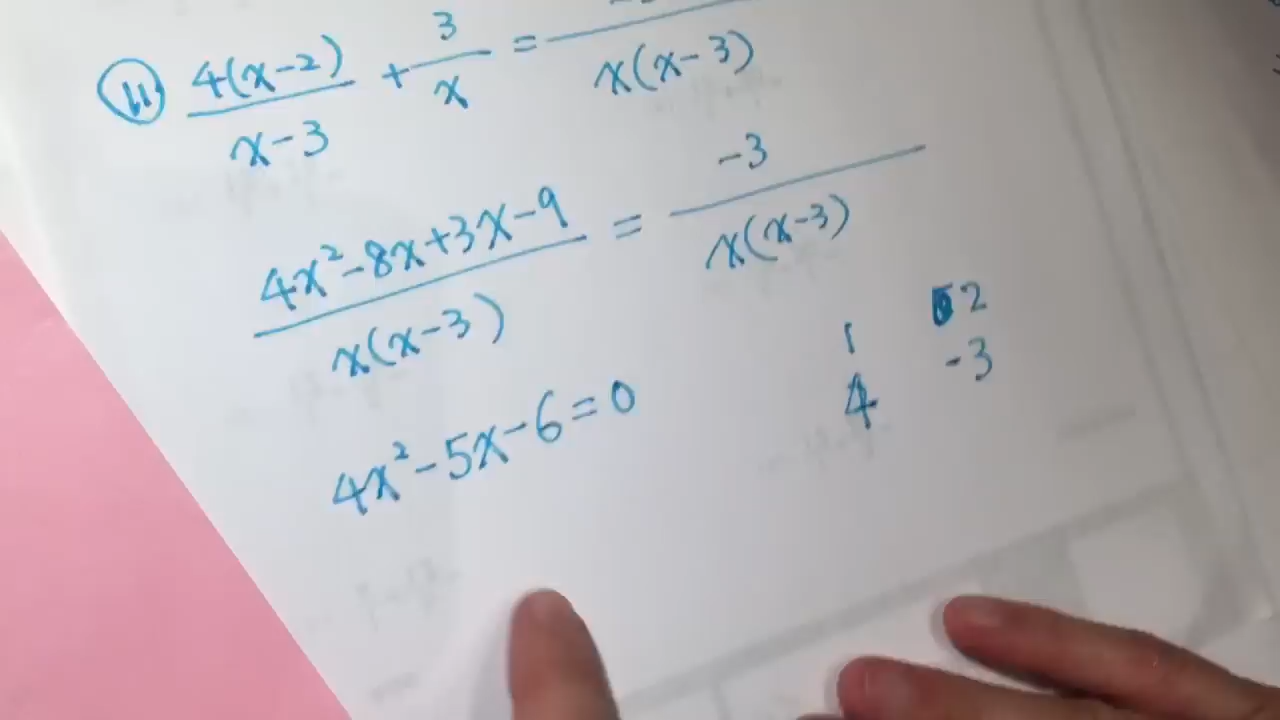 ⑪ 4(x-2)/(x-3) + 3/x = /(x(x-3))
(4x²-8x+3x-9)/(x(x-3)) = -3/(x(x-3))
1 2
4 -3
4x²-5x-6=0